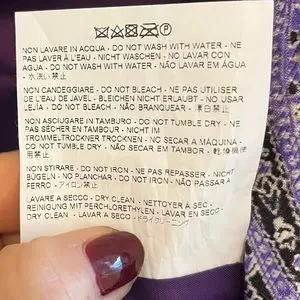 NON LAVARE IN ACQUA - DO NOT WASH WITH WATER - NE
PAS LAVER À L'EAU - NICHT WASCHEN - NO LAVAR CON
AGUA - DO NOT WASH WITH WATER - NÃO LAVAR EM ÁGUA
- 水洗い禁止
NON CANDEGGIARE - DO NOT BLEACH - NE PAS UTILISER
DE L'EAU DE JAVEL - BLEICHEN NICHT ERLAUBT - NO USAR
LEJÍA - DO NOT BLEACH - NÃO BRANQUEAR - 漂白禁止
NON ASCIUGARE IN TAMBURO - DO NOT TUMBLE DRY - NE
PAS SÉCHER EN TAMBOUR - NICHT IM
TROMMELTROCKNER TROCKNEN - NO SECAR A MÁQUINA -
DO NOT TUMBLE DRY - NÃO SECAR EM TAMBOR - 乾燥機使
用禁止
NON STIRARE - DO NOT IRON - NE PAS REPASSER - NICHT
BÜGELN - NO PLANCHAR - DO NOT IRON - NÃO PASSAR A
FERRO - アイロン禁止
LAVARE A SECCO - DRY CLEAN - NETTOYER À SEC -
REINIGUNG MIT PERCHLORETHYLEN - LAVAR EN SECO -
DRY CLEAN - LAVAR A SECO - ドライクリーニング